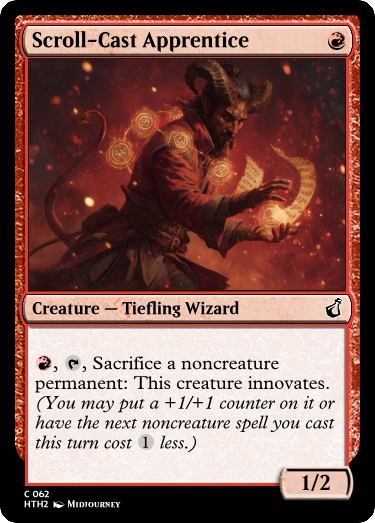 Scroll-Cast Apprentice
Creature — Tiefling Wizard
, , Sacrifice a noncreature
permanent: This creature innovates.
(You may put a +1/+1 counter on it or
have the next noncreature spell you cast
this turn cost 1 less.)
1/2
C 062
HTH2 Midjourney